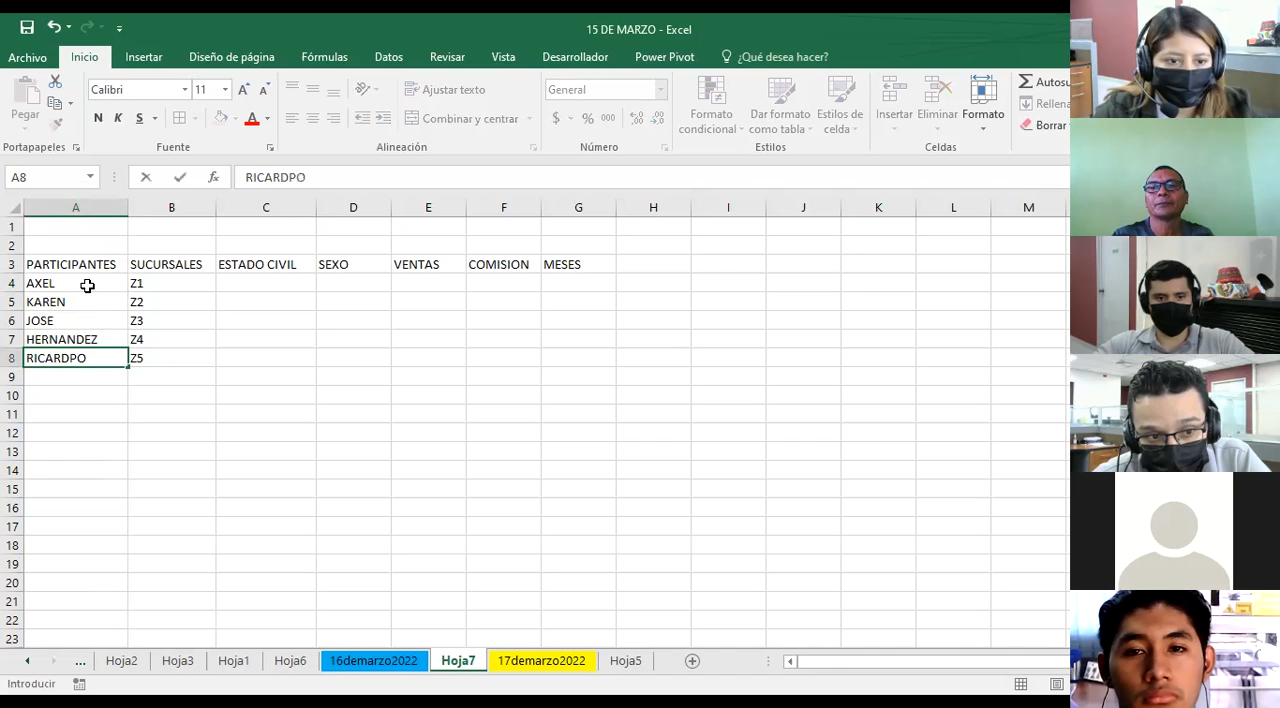 15 DE MARZO - Excel
Archivo Inicio Insertar Diseño de página Fórmulas Datos Revisar Vista Desarrollador Power Pivot ¿Qué desea hacer?
Pegar
Calibri 11
N K S
Ajustar texto
Combinar y centrar
General
$ % 000
Formato condicional
Dar formato como tabla
Estilos de celda
Insertar Eliminar Formato
Autosu
Rellena
Borrar
Portapapeles Fuente Alineación Número Estilos Celdas
A8 fx RICARDPO
A B C D E F G H I J K L M
1
2
3 PARTICIPANTES SUCURSALES ESTADO CIVIL SEXO VENTAS COMISION MESES
4 AXEL Z1
5 KAREN Z2
6 JOSE Z3
7 HERNANDEZ Z4
8 RICARDPO Z5
9
10
11
12
13
14
15
16
17
18
19
20
21
22
23
... Hoja2 Hoja3 Hoja1 Hoja6 16demarzo2022 Hoja7 17demarzo2022 Hoja5
Introducir